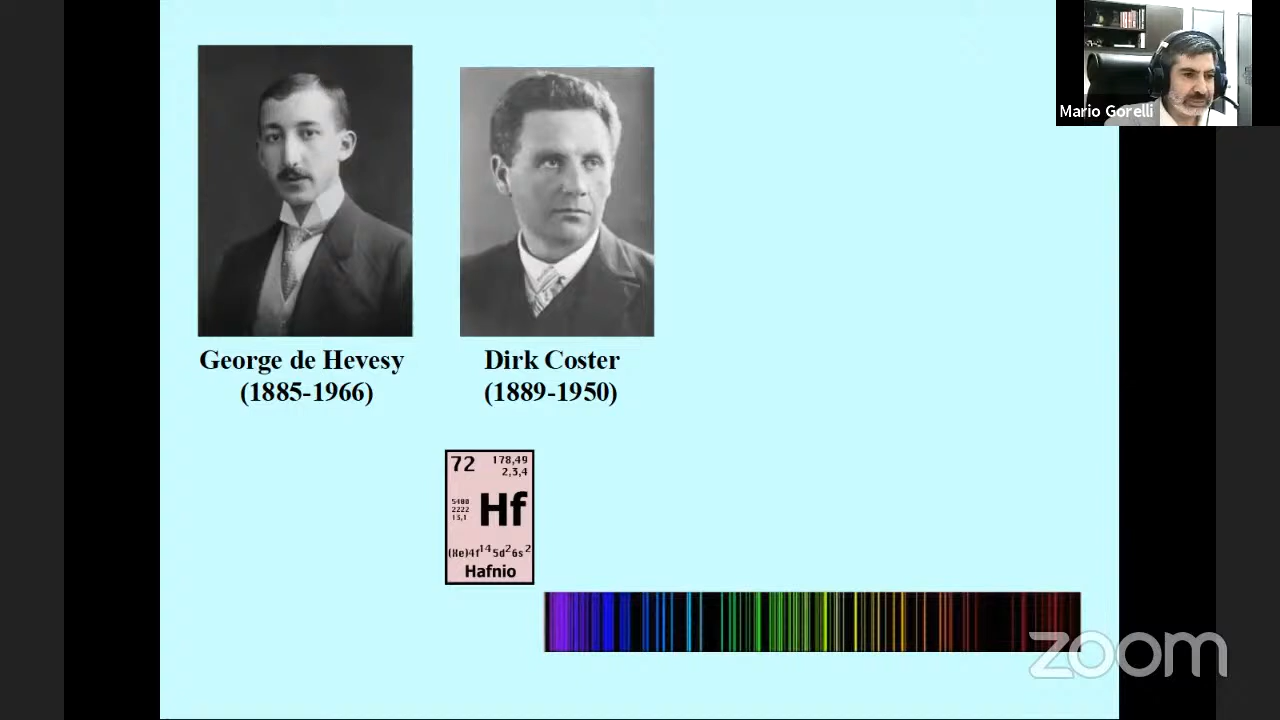 Mario Gorelli
George de Hevesy
(1885-1966)
Dirk Coster
(1889-1950)
72
178,49
2,3,4
5400
2222
13,1
Hf
(Xe)4f14 5d2 6s2
Hafnio
zoom